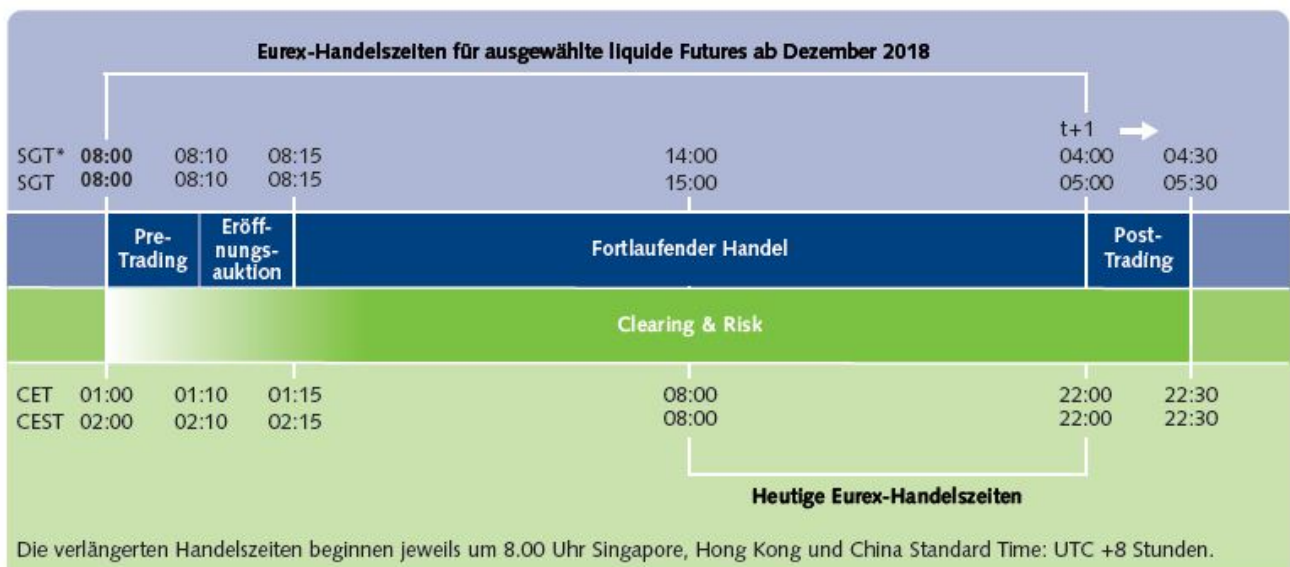 Eurex-Handelszeiten für ausgewählte liquide Futures ab Dezember 2018
t+1
SGT* 08:00 08:10 08:15 14:00 04:00 04:30
SGT 08:00 08:10 08:15 15:00 05:00 05:30
Pre-
Trading
Eröff-
nungs-
auktion
Fortlaufender Handel
Post-
Trading
Clearing & Risk
CET 01:00 01:10 01:15 08:00 22:00 22:30
CEST 02:00 02:10 02:15 08:00 22:00 22:30
Heutige Eurex-Handelszeiten
Die verlängerten Handelszeiten beginnen jeweils um 8.00 Uhr Singapore, Hong Kong und China Standard Time: UTC +8 Stunden.